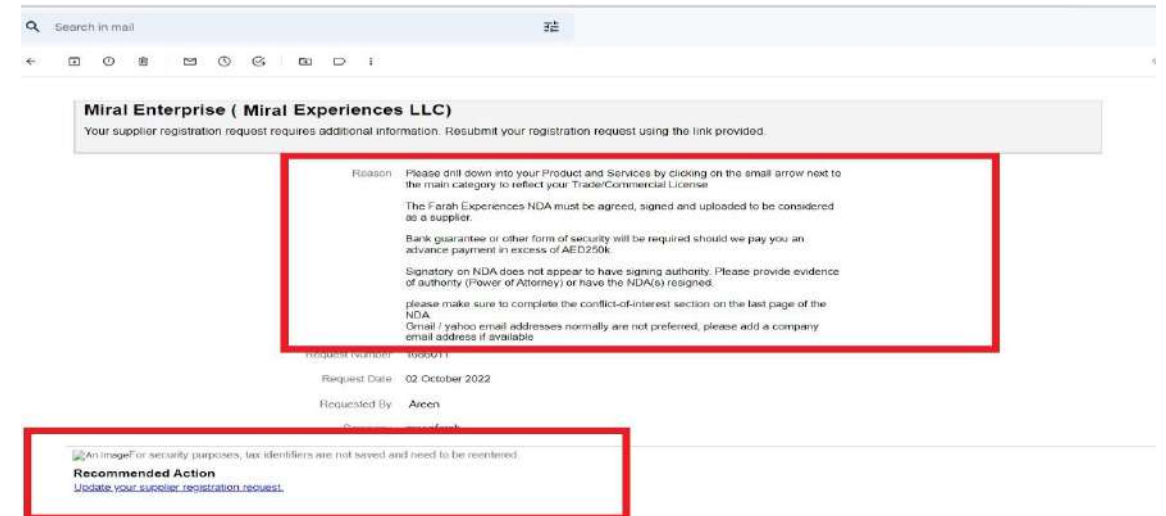 Search in mail
Miral Enterprise ( Miral Experiences LLC)
Your supplier registration request requires additional information. Resubmit your registration request using the link provided.
Reason Please drill down into your Product and Services by clicking on the small arrow next to
the main category to reflect your Trade/Commercial License
The Farah Experiences NDA must be agreed, signed and uploaded to be considered
as a supplier.
Bank guarantee or other form of security will be required should we pay you an
advance payment in excess of AED250k
Signatory on NDA does not appear to have signing authority. Please provide evidence
of authority (Power of Attorney) or have the NDA(s) resigned.
please make sure to complete the conflict-of-interest section on the last page of the
NDA
Gmail / yahoo email addresses normally are not preferred, please add a company
email address if available
Request Number
Request Date 02 October 2022
Requested By Areen
An imageFor security purposes, tax identifiers are not saved and need to be reentered.
Recommended Action
Update your supplier registration request.